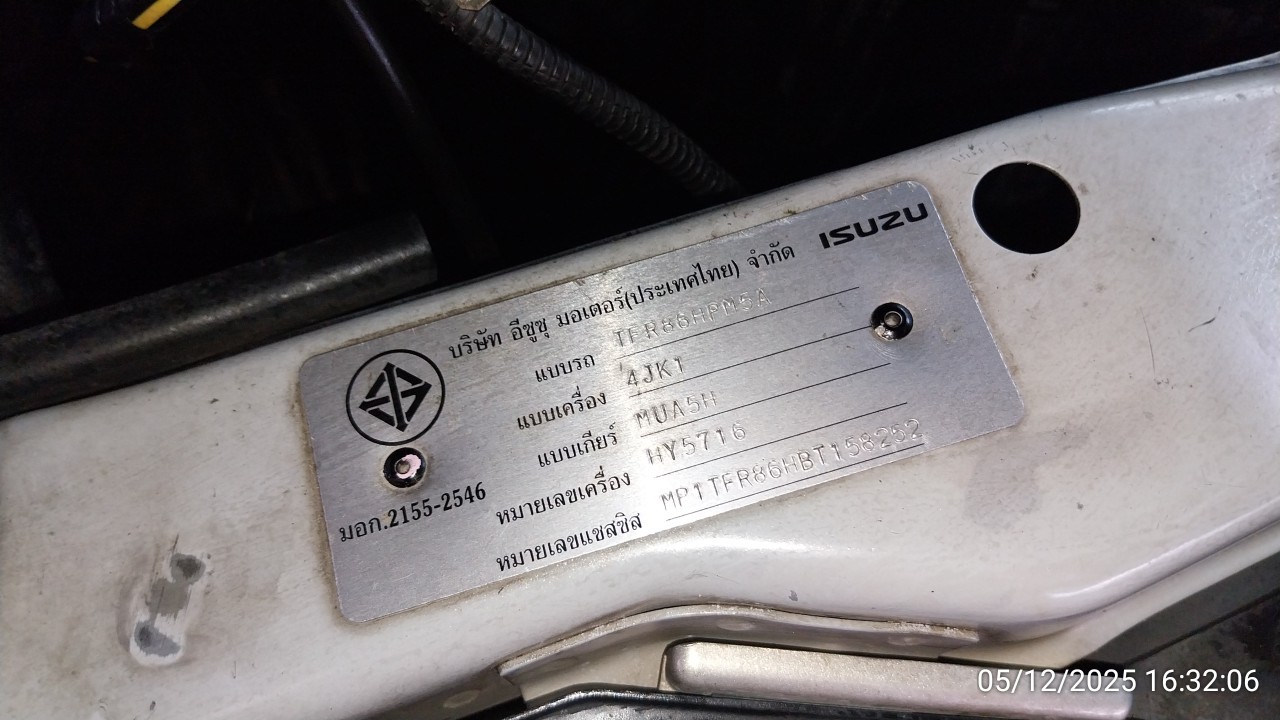 ISUZU
บริษัท อีซูซุ มอเตอร์(ประเทศไทย) จำกัด
แบบรถ TFR86HPM5A
แบบเครื่อง 4JK1
แบบเกียร์ MUA5H
หมายเลขเครื่อง HY5716
หมายเลขแชสซิส MP1TFR86HBT158252
มอก.2155-2546
05/12/2025 16:32:06